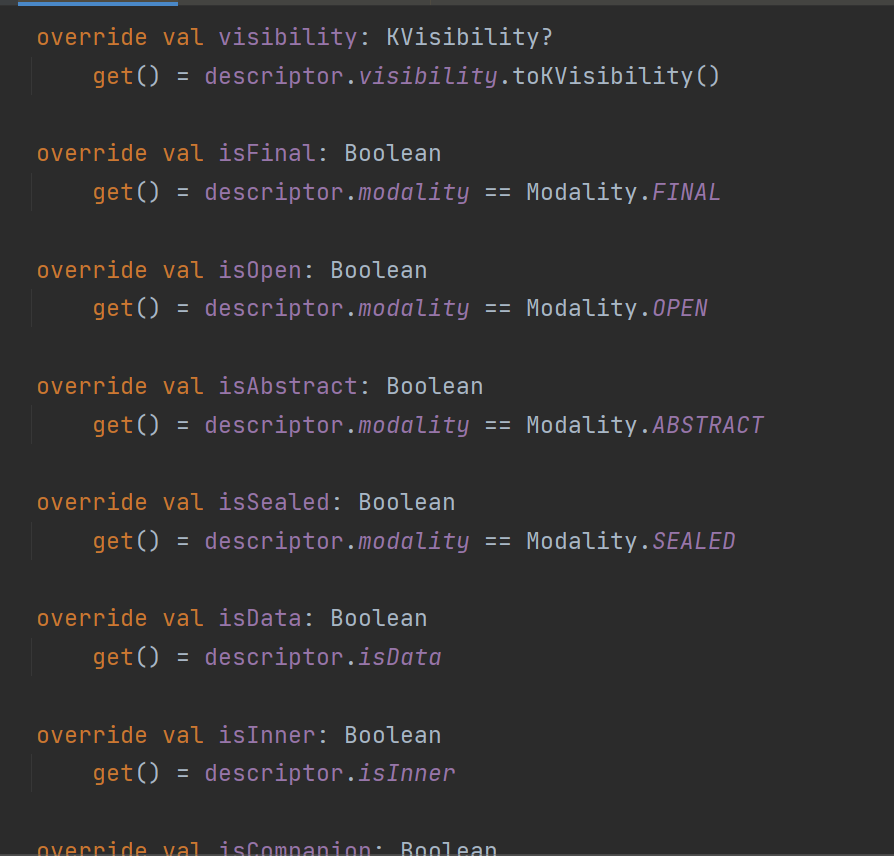 override val visibility: KVisibility?
get() = descriptor.visibility.toKVisibility()
override val isFinal: Boolean
get() = descriptor.modality == Modality.FINAL
override val isOpen: Boolean
get() = descriptor.modality == Modality.OPEN
override val isAbstract: Boolean
get() = descriptor.modality == Modality.ABSTRACT
override val isSealed: Boolean
get() = descriptor.modality == Modality.SEALED
override val isData: Boolean
get() = descriptor.isData
override val isInner: Boolean
get() = descriptor.isInner
override val isCompanion: Boolean